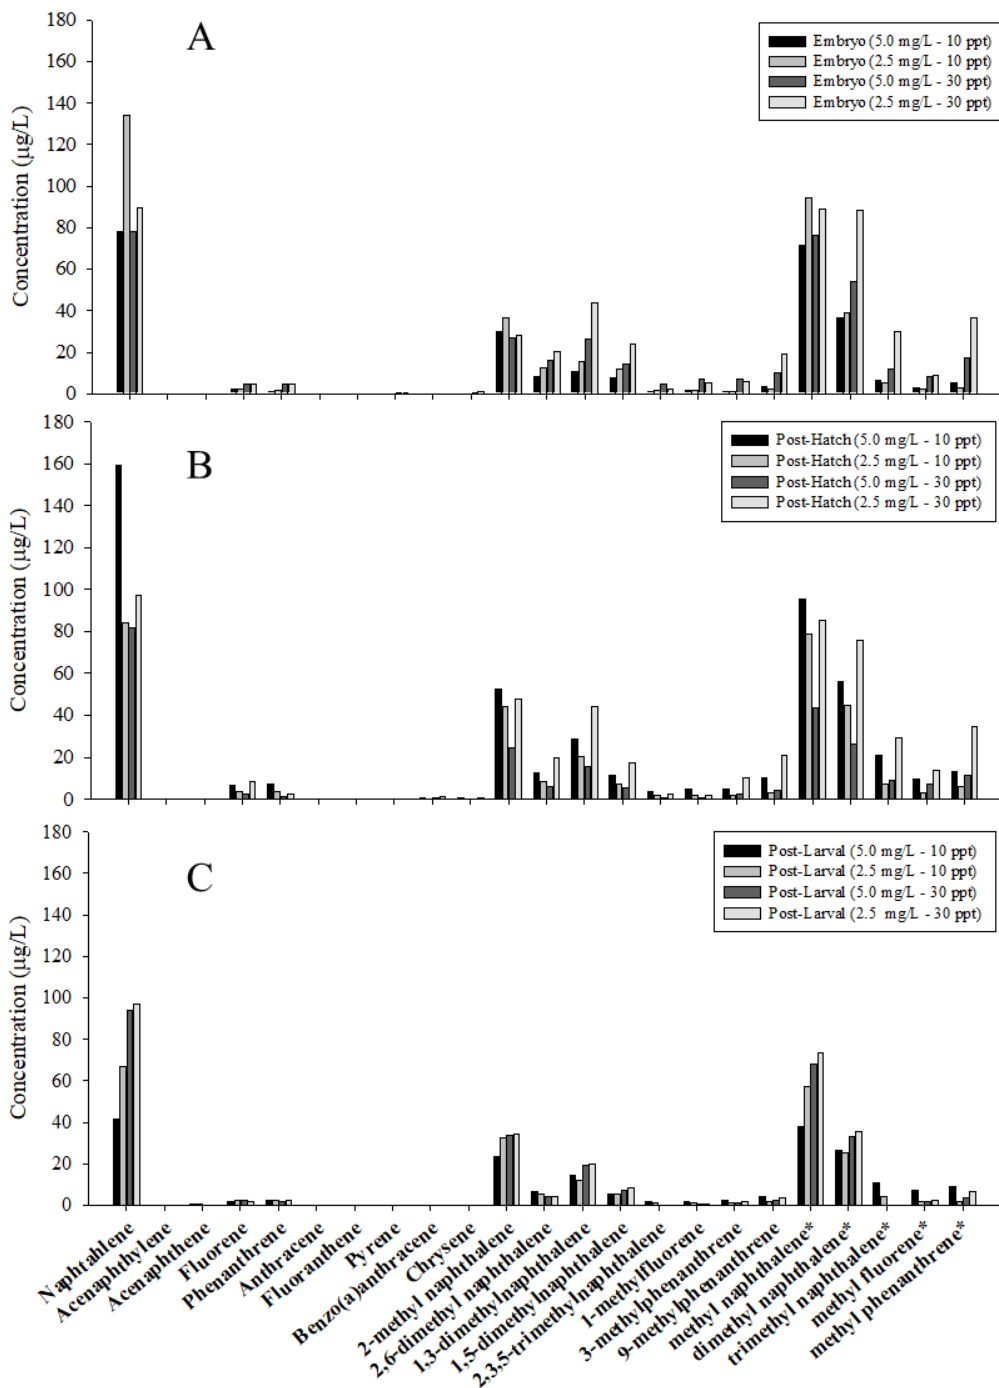 A
Concentration (µg/L)
180
160
140
120
100
80
60
40
20
0
Embryo (5.0 mg/L - 10 ppt)
Embryo (2.5 mg/L - 10 ppt)
Embryo (5.0 mg/L - 30 ppt)
Embryo (2.5 mg/L - 30 ppt)
B
Concentration (µg/L)
180
160
140
120
100
80
60
40
20
0
Post-Hatch (5.0 mg/L - 10 ppt)
Post-Hatch (2.5 mg/L - 10 ppt)
Post-Hatch (5.0 mg/L - 30 ppt)
Post-Hatch (2.5 mg/L - 30 ppt)
C
Concentration (µg/L)
180
160
140
120
100
80
60
40
20
0
Post-Larval (5.0 mg/L - 10 ppt)
Post-Larval (2.5 mg/L - 10 ppt)
Post-Larval (5.0 mg/L - 30 ppt)
Post-Larval (2.5 mg/L - 30 ppt)
Naphtahlene
Acenaphthylene
Acenaphthene
Fluorene
Phenanthrene
Anthracene
Fluoranthene
Pyrene
Benzo(a)anthracene
Chrysene
2-methyl naphthalene
2,6-dimethyl naphthalene
1,3-dimethylnaphthalene
1,5-dimethylnaphthalene
2,3,5-trimethylnaphthalene
1-methylfluorene
3-methylphenanthrene
9-methylphenanthrene
methyl naphthalene*
dimethyl naphthalene*
trimethyl naphthalene*
methyl fluorene*
methyl phenanthrene*